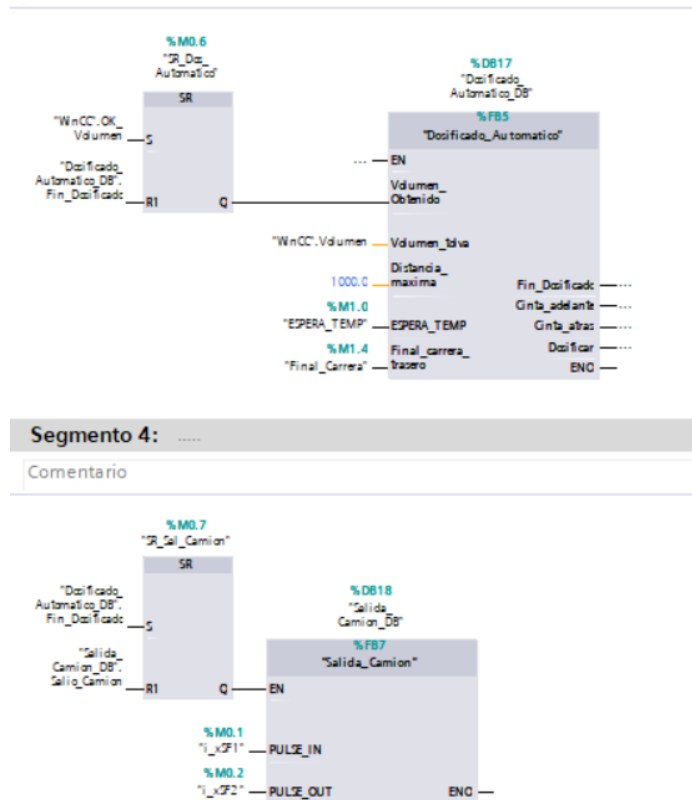 %M0.6
"SR_Dos_
Automatico"
SR
"WinCC".OK_
Volumen
S
"Dosificado_
Automatico_DB".
Fin_Dosificado
R1
Q
%DB17
"Dosificado_
Automatico_DB"
%FB5
"Dosificado_Automatico"
...
EN
Volumen_
Obtenido
"WinCC".Volumen
Volumen_tolva
1000.0
Distancia_
maxima
%M1.0
"ESPERA_TEMP"
ESPERA_TEMP
%M1.4
"Final_Carrera"
Final_carrera_
trasero
Fin_Dosificado
...
Cinta_adelante
...
Cinta_atras
...
Dosificar
...
ENO
Segmento 4:
.....
Comentario
%M0.7
"SR_Sal_Camion"
SR
"Dosificado_
Automatico_DB".
Fin_Dosificado
S
"Salida_
Camion_DB".
Salio_Camion
R1
Q
%DB18
"Salida_
Camion_DB"
%FB7
"Salida_Camion"
EN
%M0.1
"i_xSF1"
PULSE_IN
%M0.2
"i_xSF2"
PULSE_OUT
ENO